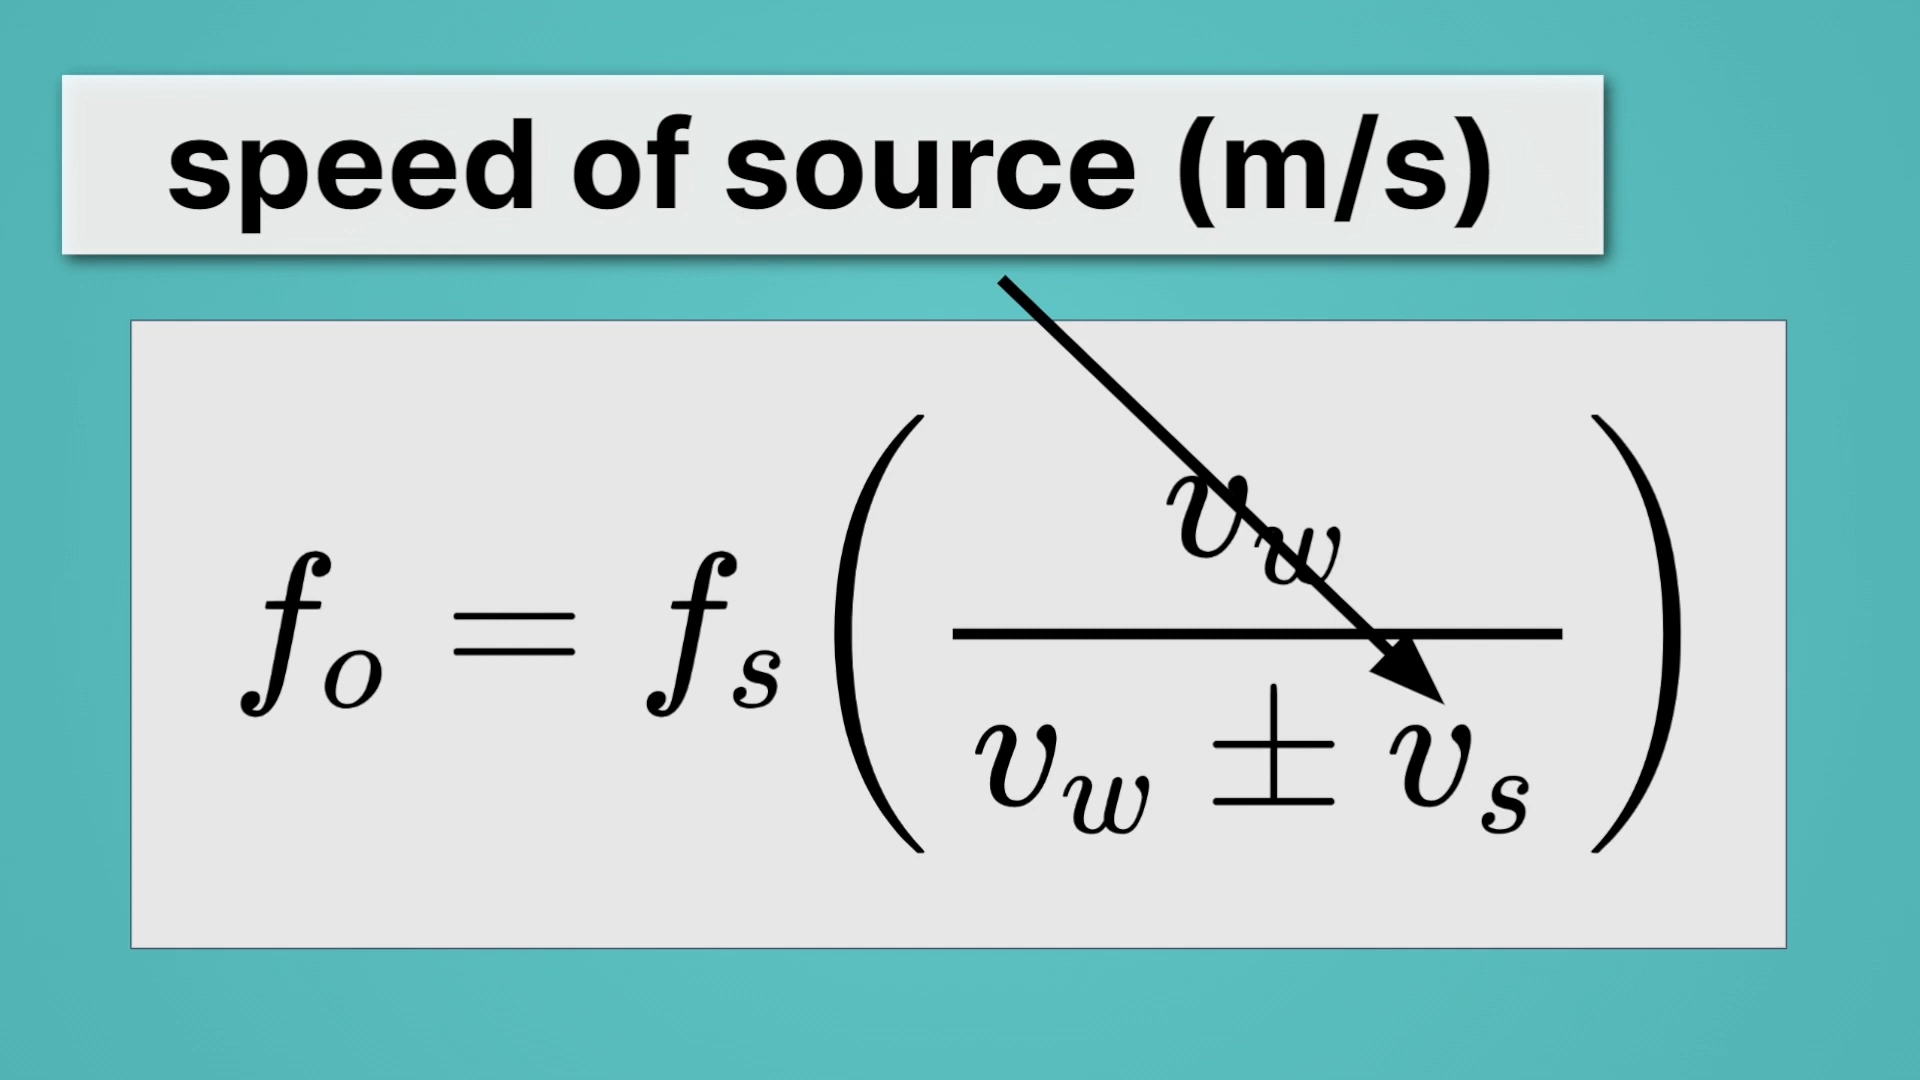 speed of source (m/s)
f_o = f_s ( v_w / (v_w ± v_s) )